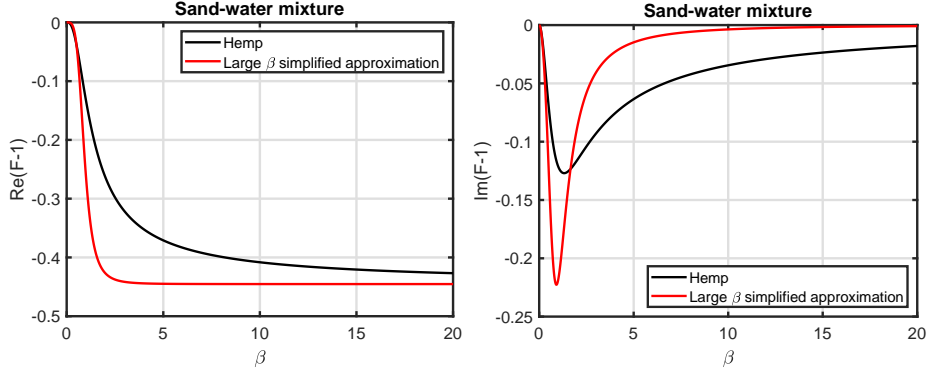 Sand-water mixture
0
-0.1
-0.2
-0.3
-0.4
-0.5
Re(F-1)
Hemp
Large β simplified approximation
0 5 10 15 20
β
Sand-water mixture
0
-0.05
-0.1
-0.15
-0.2
-0.25
Im(F-1)
Hemp
Large β simplified approximation
0 5 10 15 20
β